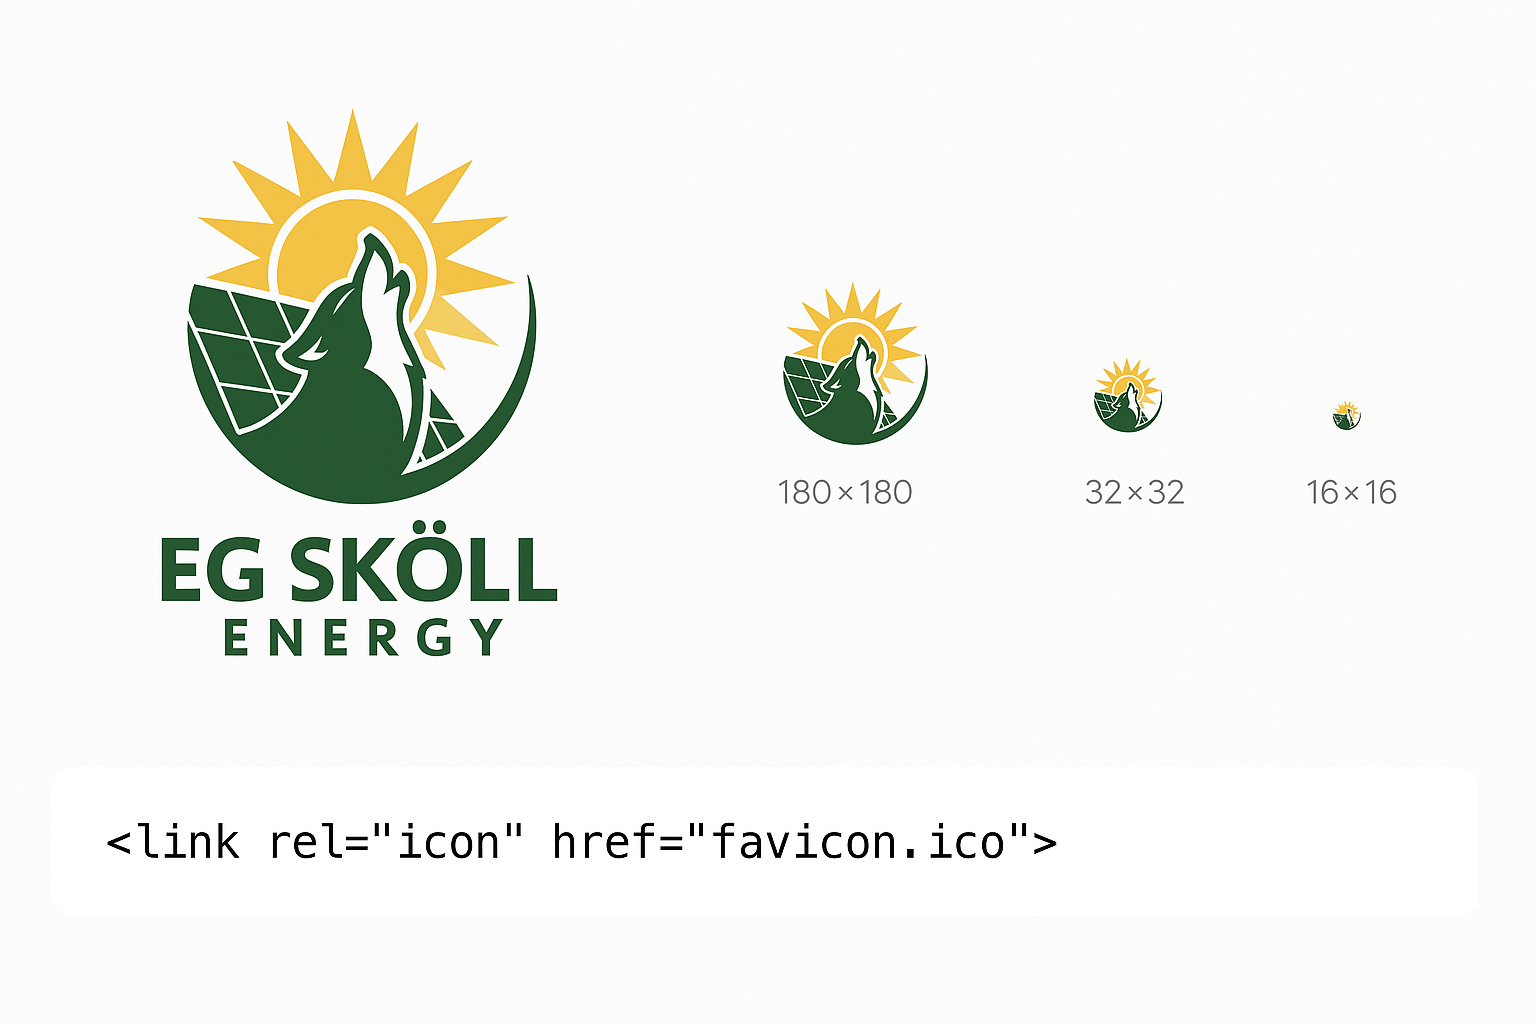 EG SKÖLL
ENERGY
180×180
32×32
16×16
<link rel="icon" href="favicon.ico">